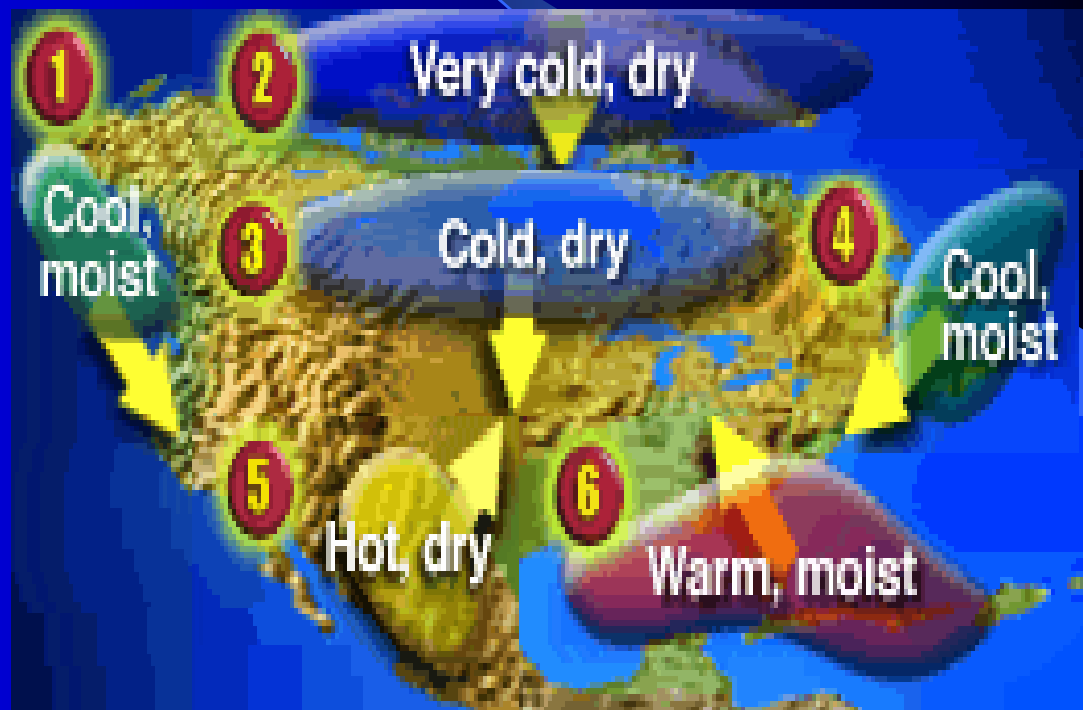 1
2
Very cold, dry
Cool,
moist
3
Cold, dry
4
Cool,
moist
5
Hot, dry
6
Warm, moist